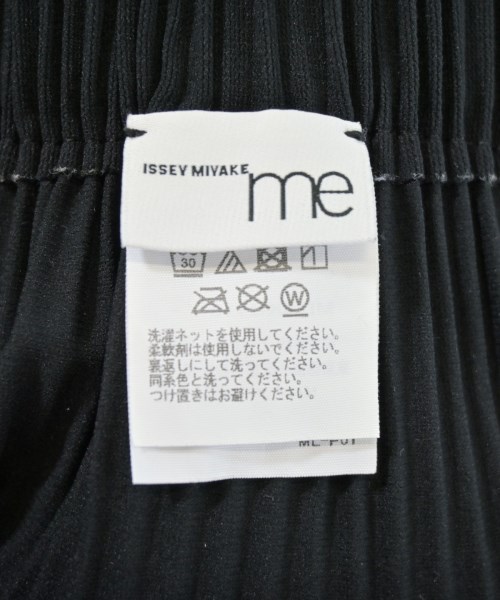 ISSEY MIYAKE me
30
W
洗濯ネットを使用してください。
柔軟剤は使用しないでください。
裏返しにして洗ってください。
同系色と洗ってください。
つけ置きはお避けください。